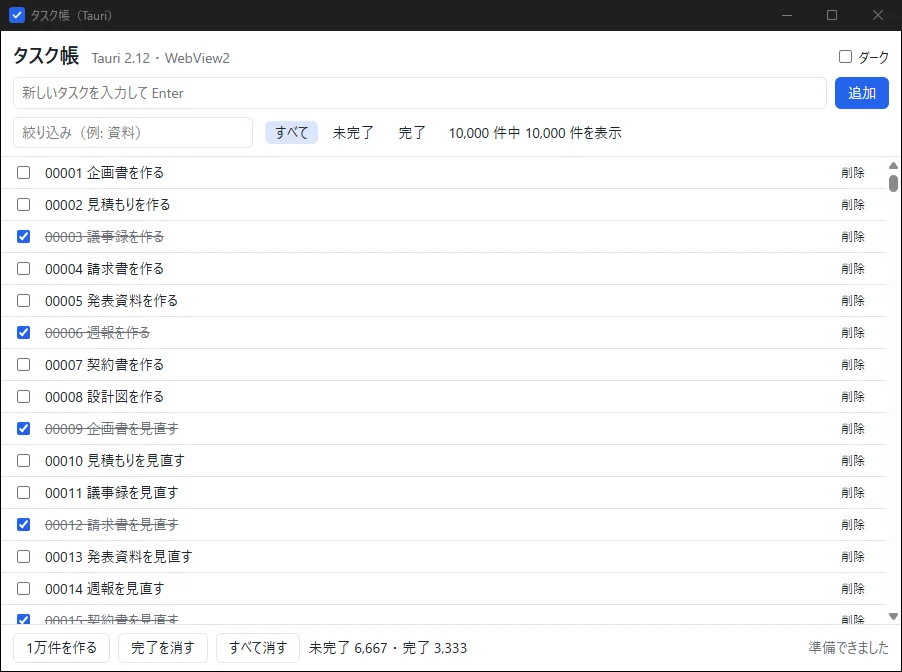 タスク帳（Tauri）
タスク帳 Tauri 2.12・WebView2 ダーク
新しいタスクを入力して Enter 追加
絞り込み（例: 資料） すべて 未完了 完了 10,000 件中 10,000 件を表示
00001 企画書を作る 削除
00002 見積もりを作る 削除
00003 議事録を作る 削除
00004 請求書を作る 削除
00005 発表資料を作る 削除
00006 週報を作る 削除
00007 契約書を作る 削除
00008 設計図を作る 削除
00009 企画書を見直す 削除
00010 見積もりを見直す 削除
00011 議事録を見直す 削除
00012 請求書を見直す 削除
00013 発表資料を見直す 削除
00014 週報を見直す 削除
00015 契約書を見直す 削除
1万件を作る 完了を消す すべて消す 未完了 6,667・完了 3,333 準備できました